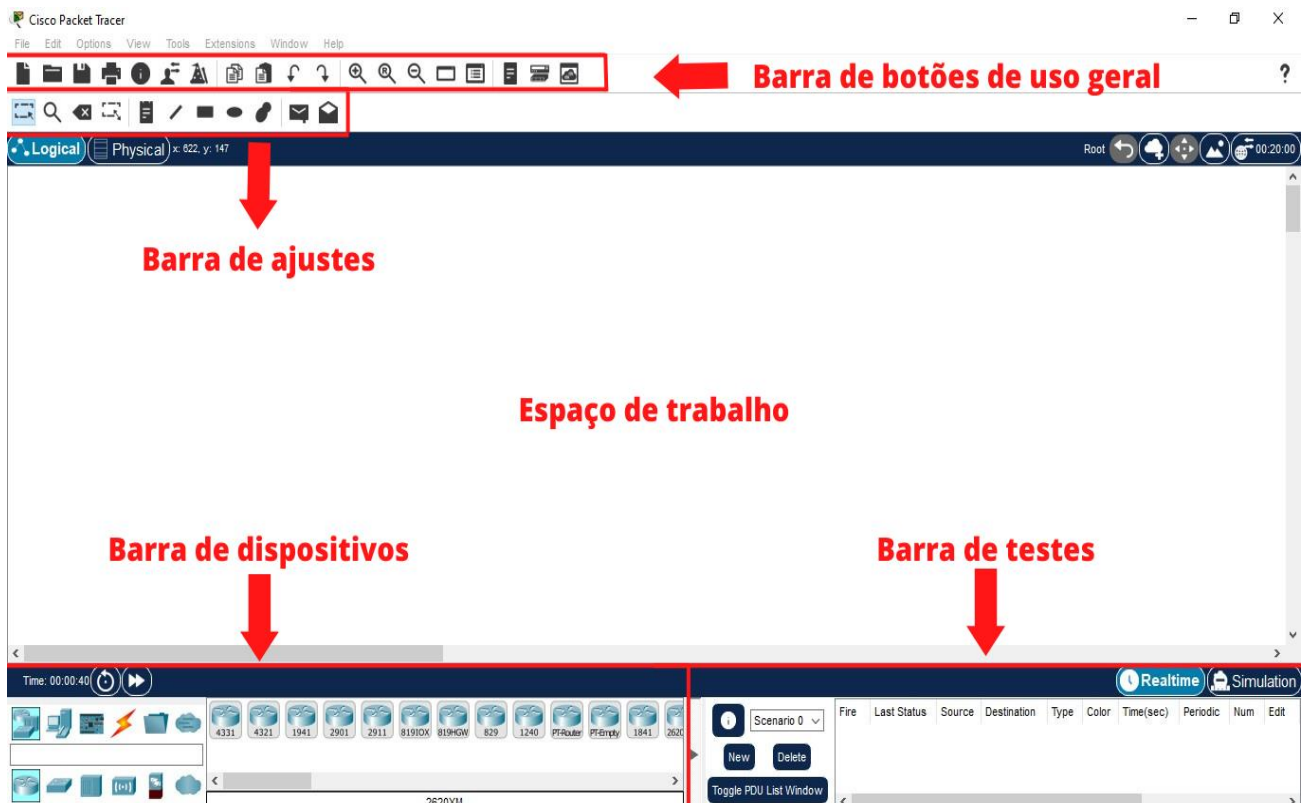 Cisco Packet Tracer
File Edit Options View Tools Extensions Window Help
Barra de botões de uso geral
?
Logical Physical x: 622, y: 147
Root 00:20:00
Barra de ajustes
Espaço de trabalho
Barra de dispositivos
Barra de testes
Time: 00:00:40
Realtime Simulation
4331 4321 1941 2901 2911 819IOX 819HGW 829 1240 PT-Router PT-Empty 1841 262
Scenario 0
Fire Last Status Source Destination Type Color Time(sec) Periodic Num Edit
New Delete
Toggle PDU List Window
2620XM